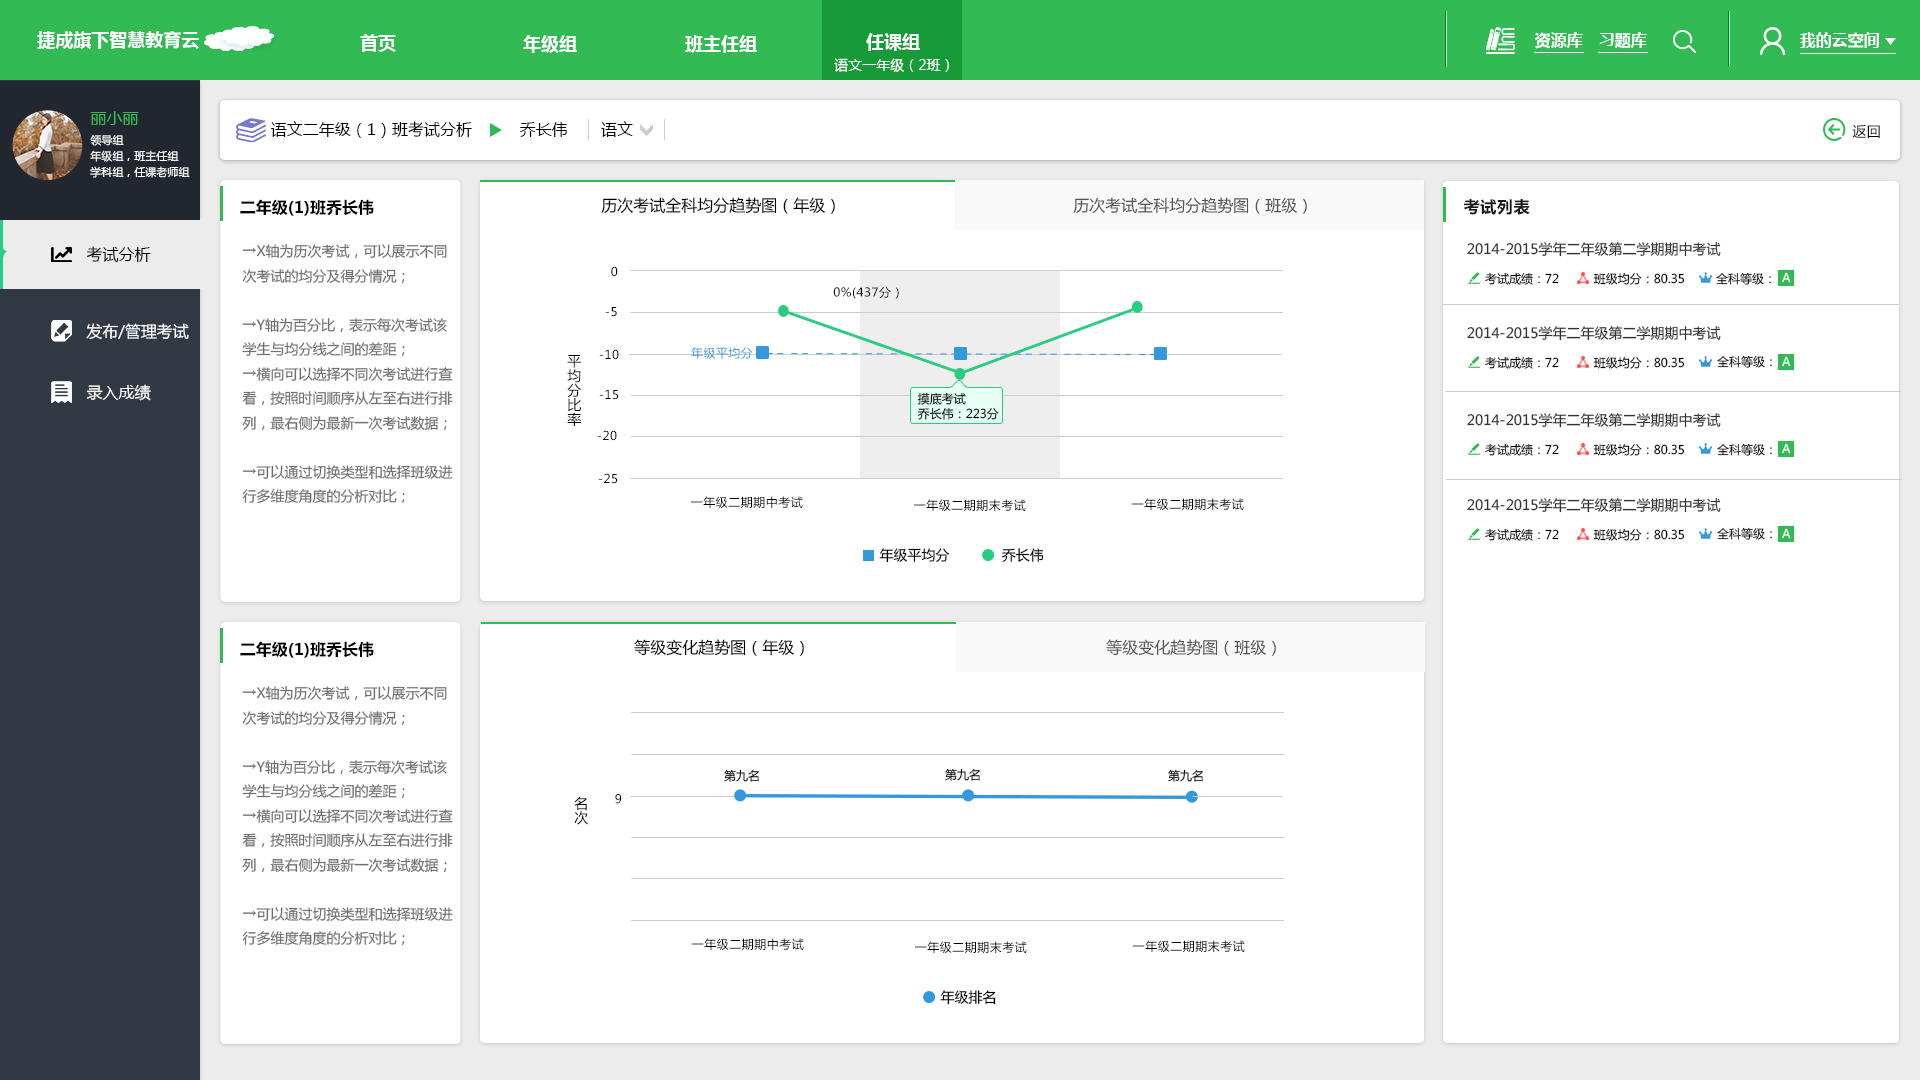 捷成旗下智慧教育云
首页
年级组
班主任组
任课组
语文一年级（2班）
资源库
习题库
我的云空间
丽小丽
领导组
年级组，班主任组
学科组，任课老师组
考试分析
发布/管理考试
录入成绩
语文二年级（1）班考试分析
乔长伟
语文
返回
二年级(1)班乔长伟
→X轴为历次考试，可以展示不同
次考试的均分及得分情况；
→Y轴为百分比，表示每次考试该
学生与均分线之间的差距；
→横向可以选择不同次考试进行查
看，按照时间顺序从左至右进行排
列，最右侧为最新一次考试数据；
→可以通过切换类型和选择班级进
行多维度角度的分析对比；
历次考试全科均分趋势图（年级）
历次考试全科均分趋势图（班级）
平均分比率
0
-5
-10
-15
-20
-25
0%(437分）
年级平均分
摸底考试
乔长伟：223分
一年级二期期中考试
一年级二期期末考试
一年级二期期末考试
年级平均分
乔长伟
考试列表
2014-2015学年二年级第二学期期中考试
考试成绩：72 班级均分：80.35 全科等级：A
2014-2015学年二年级第二学期期中考试
考试成绩：72 班级均分：80.35 全科等级：A
2014-2015学年二年级第二学期期中考试
考试成绩：72 班级均分：80.35 全科等级：A
2014-2015学年二年级第二学期期中考试
考试成绩：72 班级均分：80.35 全科等级：A
二年级(1)班乔长伟
→X轴为历次考试，可以展示不同
次考试的均分及得分情况；
→Y轴为百分比，表示每次考试该
学生与均分线之间的差距；
→横向可以选择不同次考试进行查
看，按照时间顺序从左至右进行排
列，最右侧为最新一次考试数据；
→可以通过切换类型和选择班级进
行多维度角度的分析对比；
等级变化趋势图（年级）
等级变化趋势图（班级）
名次
9
第九名
第九名
第九名
一年级二期期中考试
一年级二期期末考试
一年级二期期末考试
年级排名